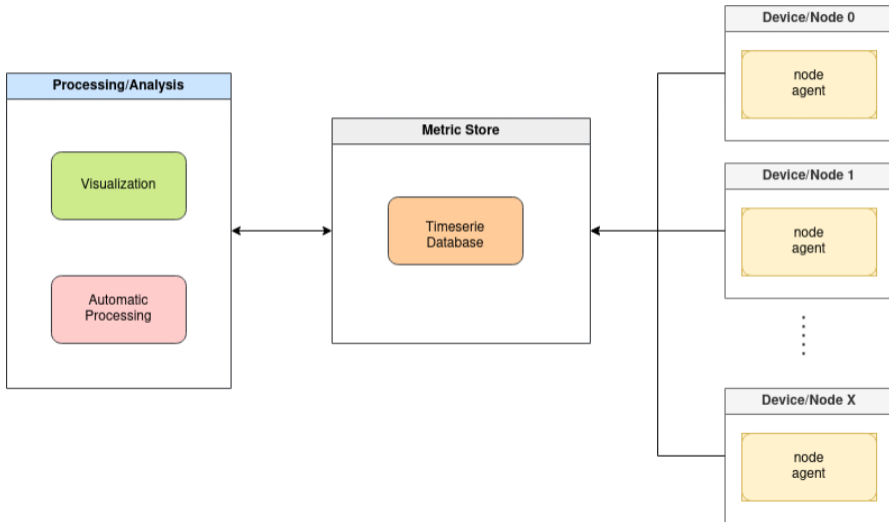 Processing/Analysis
Visualization
Automatic
Processing
Metric Store
Timeserie
Database
Device/Node 0
node
agent
Device/Node 1
node
agent
Device/Node X
node
agent